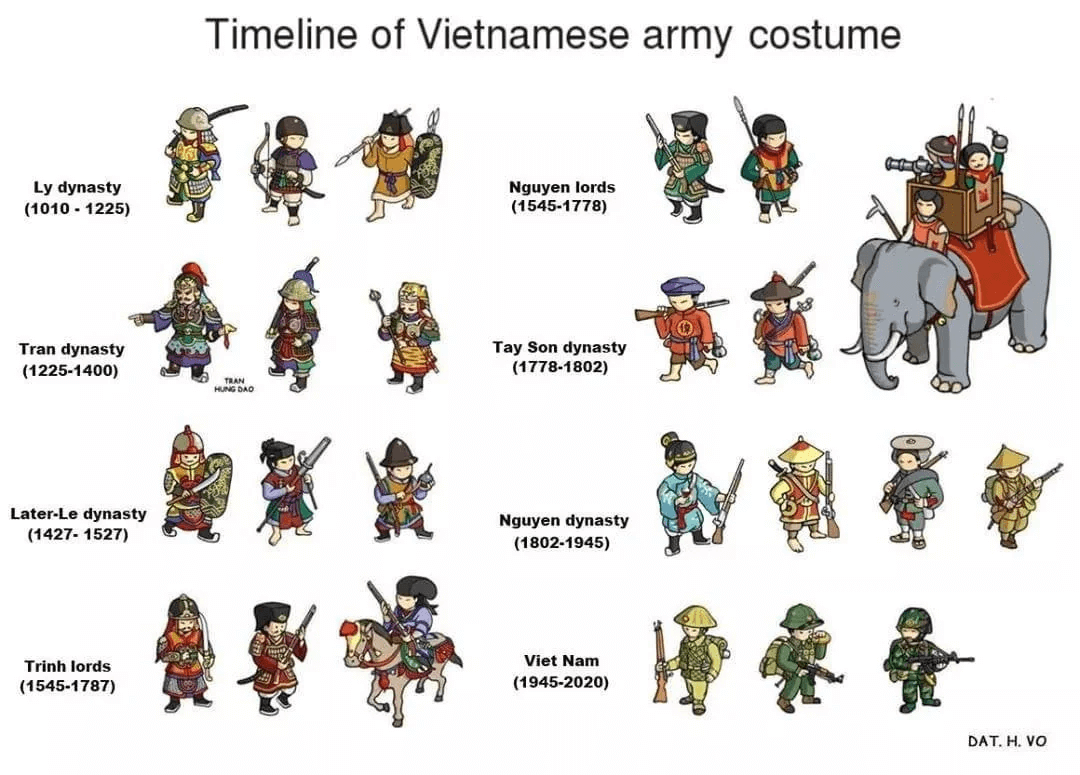 Timeline of Vietnamese army costume
Ly dynasty
(1010 - 1225)
Tran dynasty
(1225-1400)
TRAN
HUNG DAO
Later-Le dynasty
(1427- 1527)
Trinh lords
(1545-1787)
Nguyen lords
(1545-1778)
Tay Son dynasty
(1778-1802)
Nguyen dynasty
(1802-1945)
Viet Nam
(1945-2020)
DAT. H. VO